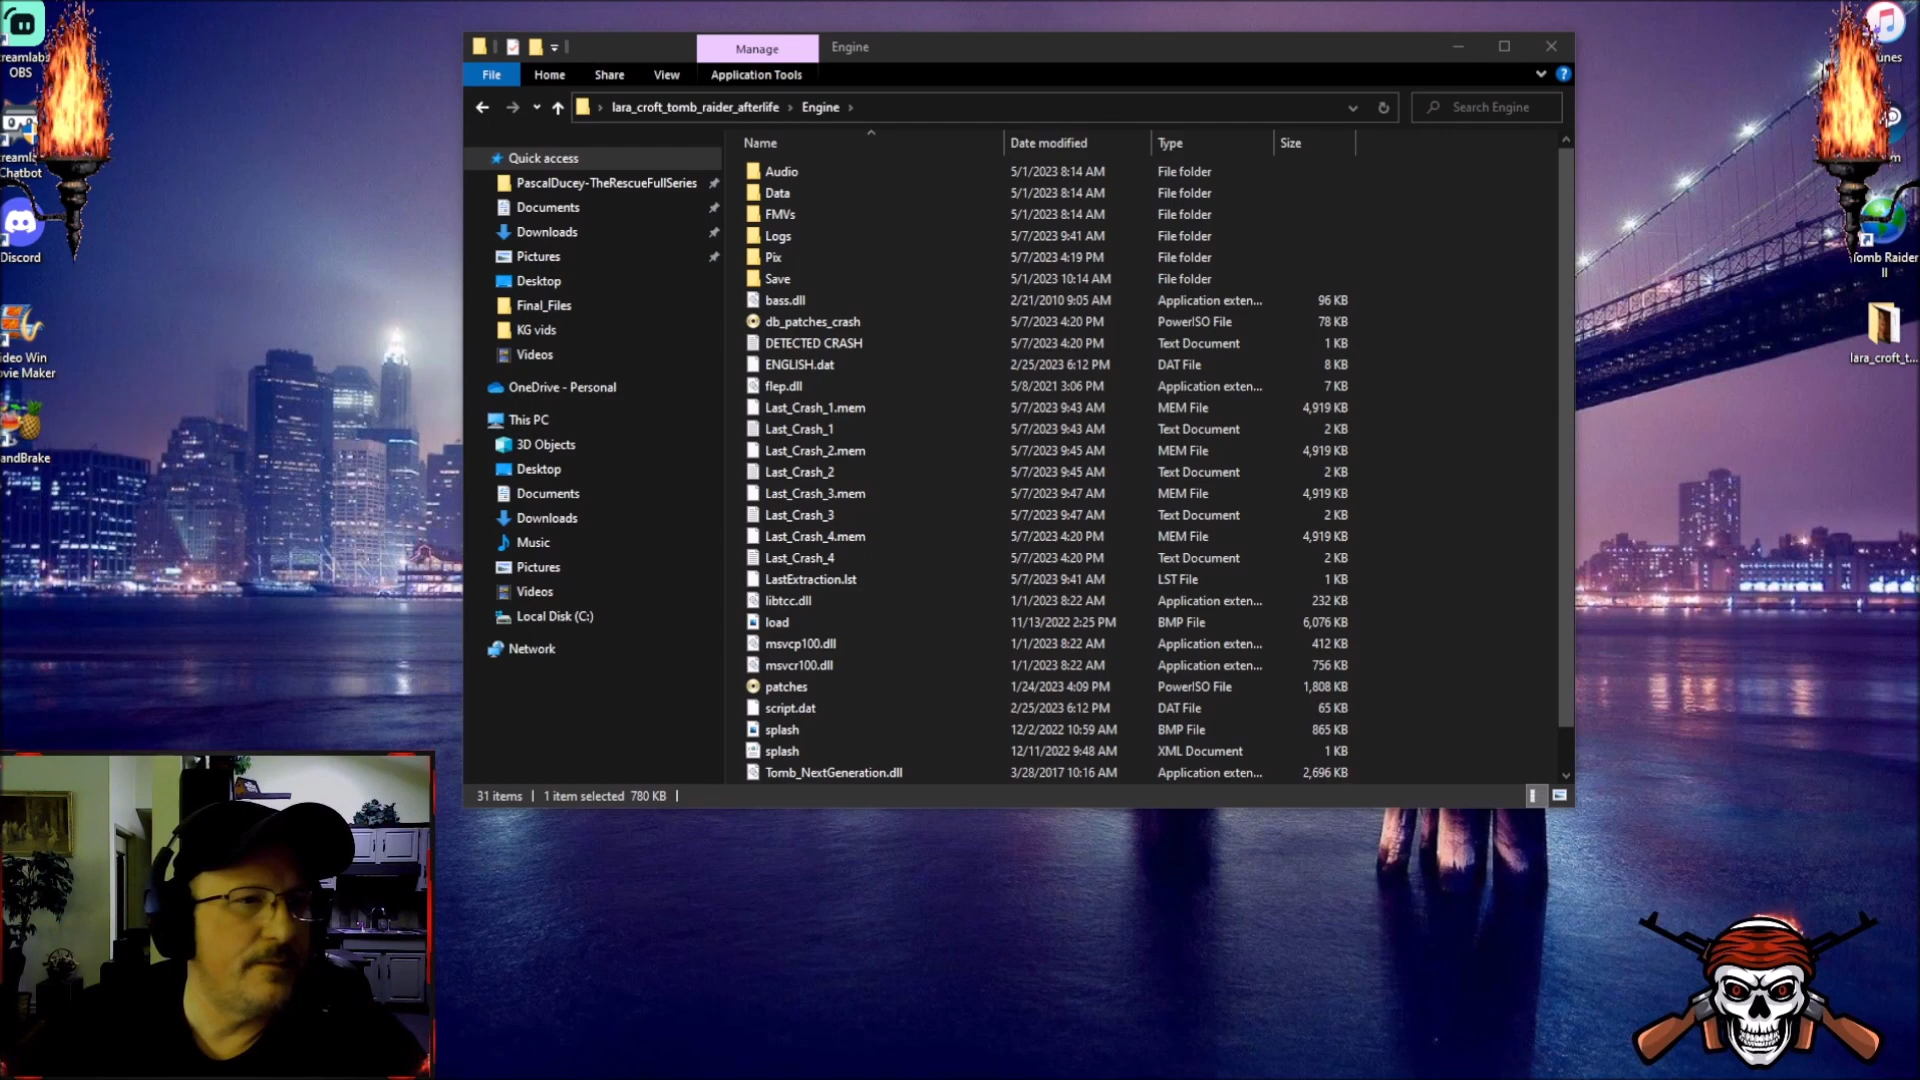 Manage
Engine
File
Home
Share
View
Application Tools
lara_croft_tomb_raider_afterlife
Engine
Search Engine
Name
Date modified
Type
Size
Quick access
PascalDucey-TheRescueFullSeries
Documents
Downloads
Pictures
Desktop
Final_Files
KG vids
Videos
OneDrive - Personal
This PC
3D Objects
Desktop
Documents
Downloads
Music
Pictures
Videos
Local Disk (C:)
Network
Audio 5/1/2023 8:14 AM File folder
Data 5/1/2023 8:14 AM File folder
FMVs 5/1/2023 8:14 AM File folder
Logs 5/7/2023 9:41 AM File folder
Pix 5/7/2023 4:19 PM File folder
Save 5/1/2023 10:14 AM File folder
bass.dll 2/21/2010 9:05 AM Application exten... 96 KB
db_patches_crash 5/7/2023 4:20 PM PowerISO File 78 KB
DETECTED CRASH 5/7/2023 4:20 PM Text Document 1 KB
ENGLISH.dat 2/25/2023 6:12 PM DAT File 8 KB
flep.dll 5/8/2021 3:06 PM Application exten... 7 KB
Last_Crash_1.mem 5/7/2023 9:43 AM MEM File 4,919 KB
Last_Crash_1 5/7/2023 9:43 AM Text Document 2 KB
Last_Crash_2.mem 5/7/2023 9:45 AM MEM File 4,919 KB
Last_Crash_2 5/7/2023 9:45 AM Text Document 2 KB
Last_Crash_3.mem 5/7/2023 9:47 AM MEM File 4,919 KB
Last_Crash_3 5/7/2023 9:47 AM Text Document 2 KB
Last_Crash_4.mem 5/7/2023 4:20 PM MEM File 4,919 KB
Last_Crash_4 5/7/2023 4:20 PM Text Document 2 KB
LastExtraction.lst 5/7/2023 9:41 AM LST File 1 KB
libtcc.dll 1/1/2023 8:22 AM Application exten... 232 KB
load 11/13/2022 2:25 PM BMP File 6,076 KB
msvcp100.dll 1/1/2023 8:22 AM Application exten... 412 KB
msvcr100.dll 1/1/2023 8:22 AM Application exten... 756 KB
patches 1/24/2023 4:09 PM PowerISO File 1,808 KB
script.dat 2/25/2023 6:12 PM DAT File 65 KB
splash 12/2/2022 10:59 AM BMP File 865 KB
splash 12/11/2022 9:48 AM XML Document 1 KB
Tomb_NextGeneration.dll 3/28/2017 10:16 AM Application exten... 2,696 KB
31 items
1 item selected 780 KB
reamlabs
OBS
reamla
Chatbot
Discord
ideo Win
ovie Maker
andBrake
unes
m
Tomb Raider
II
lara_croft_t...